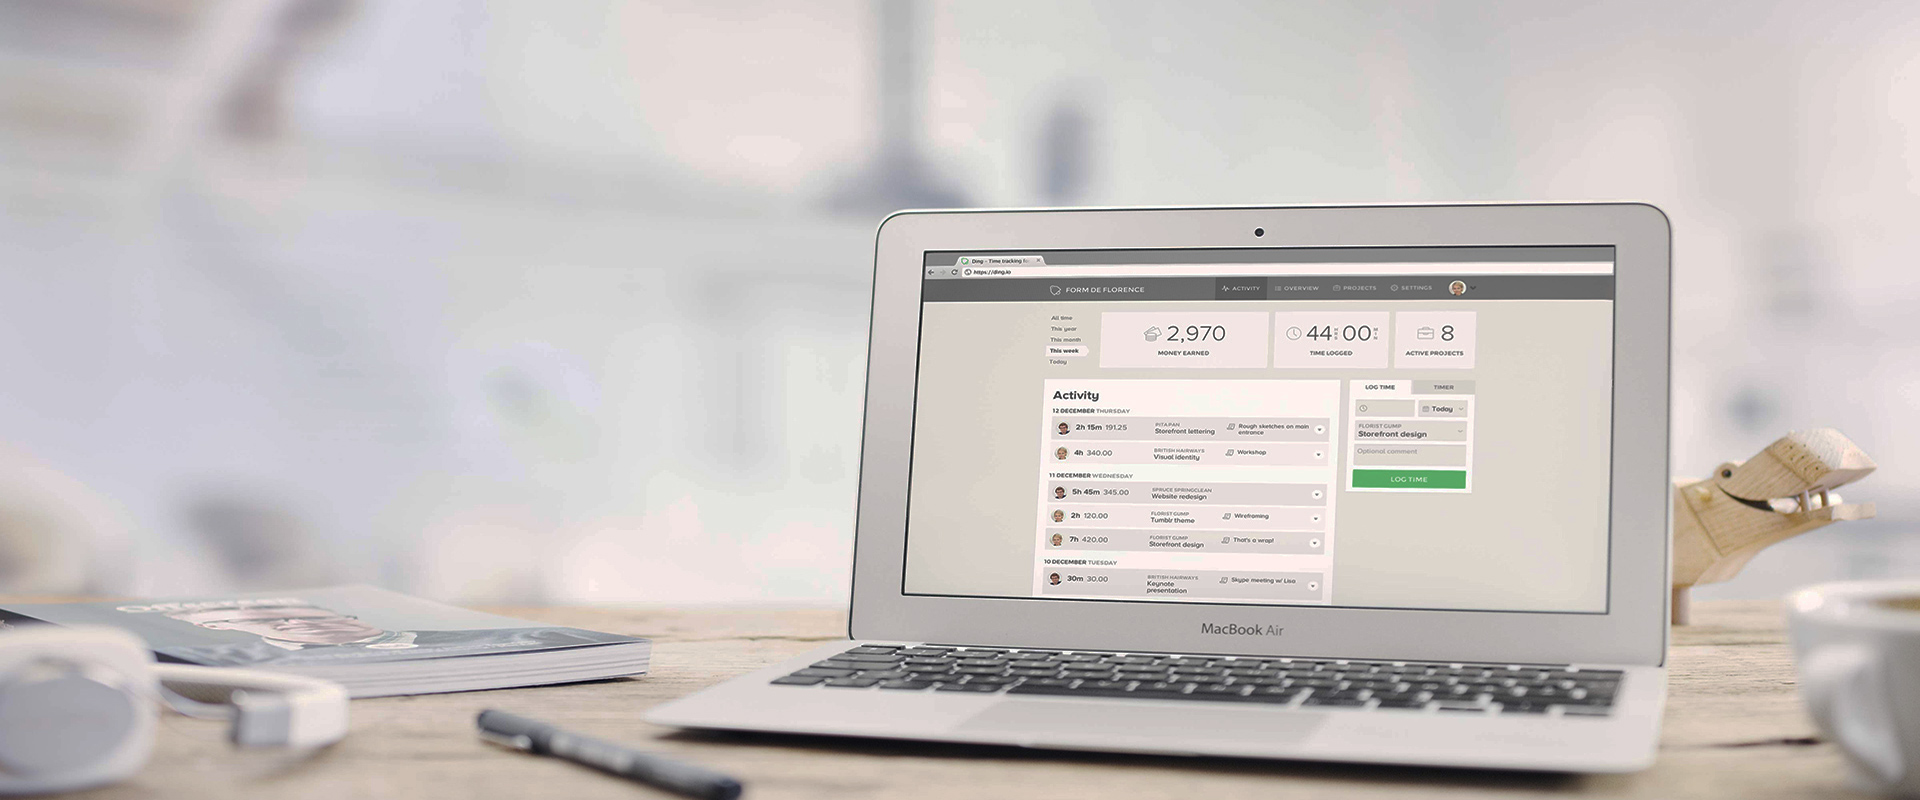 Ding - Time tracking fo
https://ding.io
FORM DE FLORENCE
ACTIVITY
OVERVIEW
PROJECTS
SETTINGS
All time
This year
This month
This week
Today
2,970
MONEY EARNED
44 HRS 00 MIN
TIME LOGGED
8
ACTIVE PROJECTS
Activity
12 DECEMBER THURSDAY
2h 15m 191.25
PITA PAN
Storefront lettering
Rough sketches on main
entrance
4h 340.00
BRITISH HAIRWAYS
Visual identity
Workshop
11 DECEMBER WEDNESDAY
5h 45m 345.00
SPRUCE SPRINGCLEAN
Website redesign
2h 120.00
FLORIST GUMP
Tumblr theme
Wireframing
7h 420.00
FLORIST GUMP
Storefront design
That's a wrap!
10 DECEMBER TUESDAY
30m 30.00
BRITISH HAIRWAYS
Keynote
presentation
Skype meeting w/ Lisa
LOG TIME
TIMER
Today
FLORIST GUMP
Storefront design
Optional comment
LOG TIME
MacBook Air